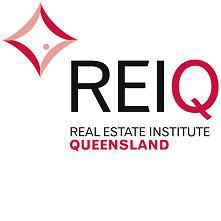 REIQ
REAL ESTATE INSTITUTE
QUEENSLAND